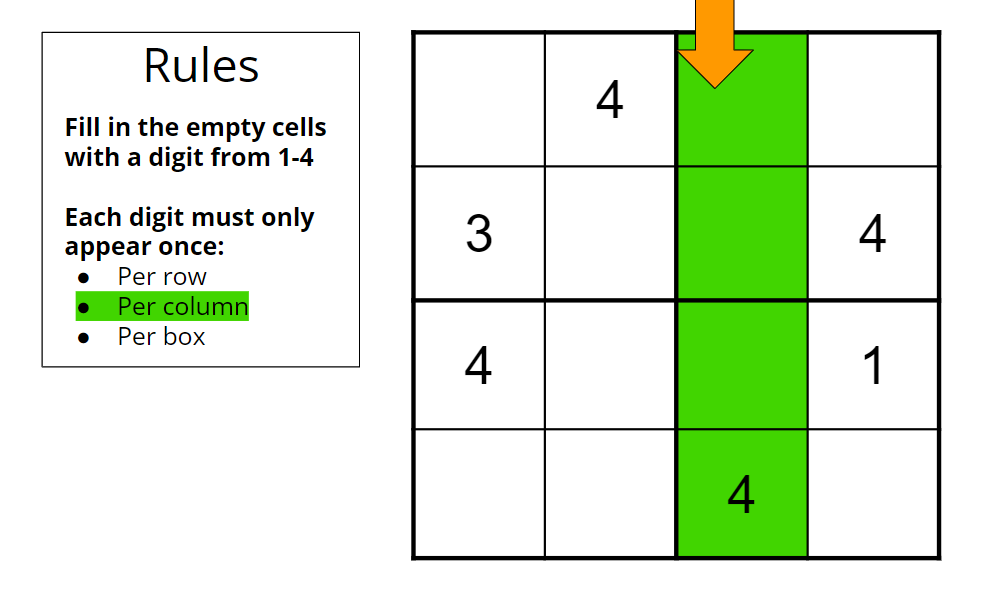 Rules
Fill in the empty cells
with a digit from 1-4
Each digit must only
appear once:
● Per row
● Per column
● Per box
4
3 4
4 1
4